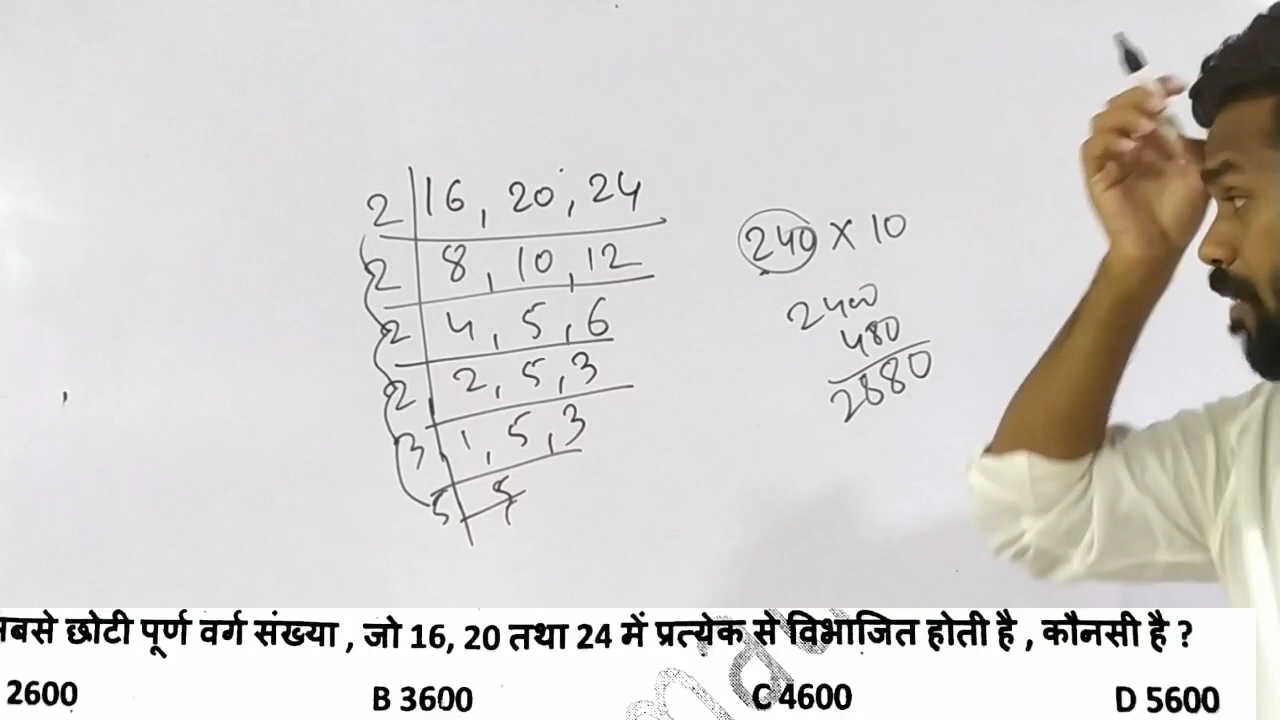 2 16, 20, 24
2 8, 10, 12
2 4, 5, 6
2 2, 5, 3
3 1, 5, 3
5 5
240 × 10
2400
480
2880
सबसे छोटी पूर्ण वर्ग संख्या , जो 16, 20 तथा 24 में प्रत्येक से विभाजित होती है , कौनसी है ?
2600 B 3600 C 4600 D 5600